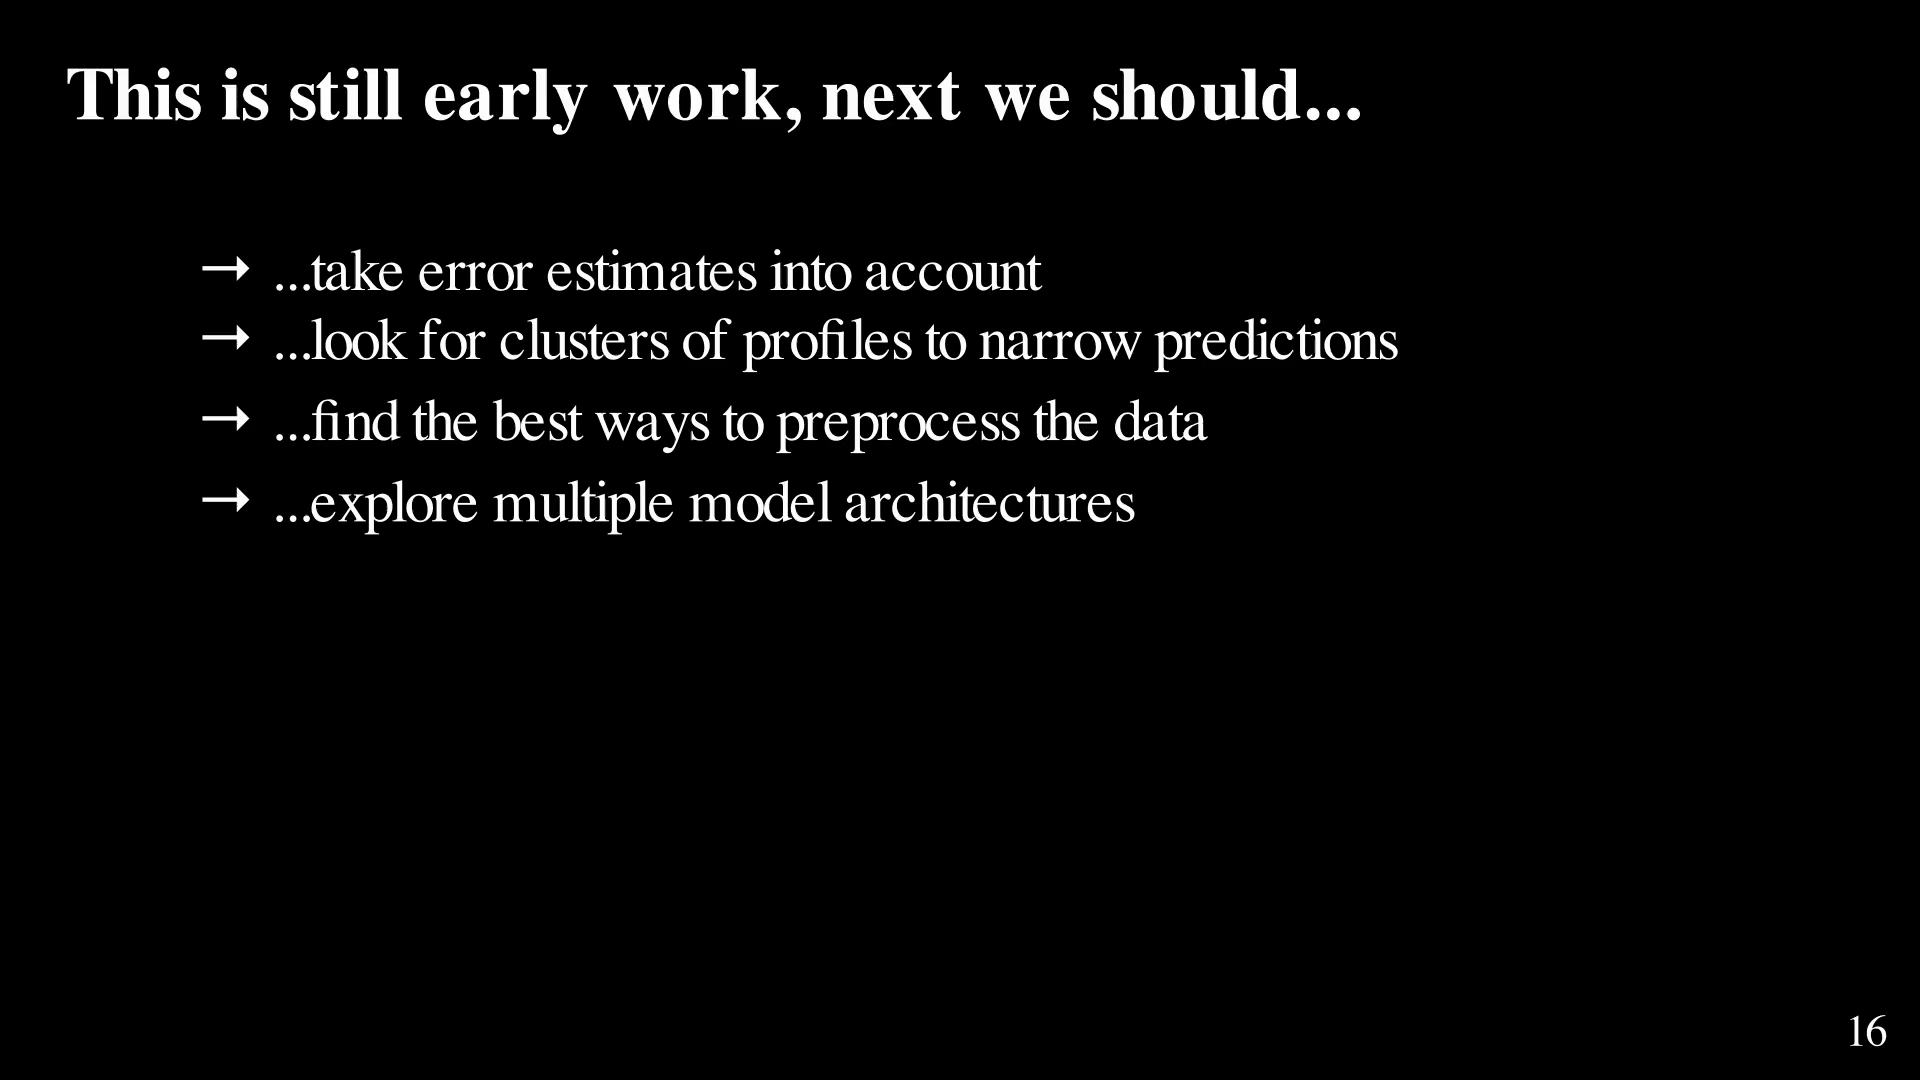 This is still early work, next we should...
→ ...take error estimates into account
→ ...look for clusters of profiles to narrow predictions
→ ...find the best ways to preprocess the data
→ ...explore multiple model architectures
16